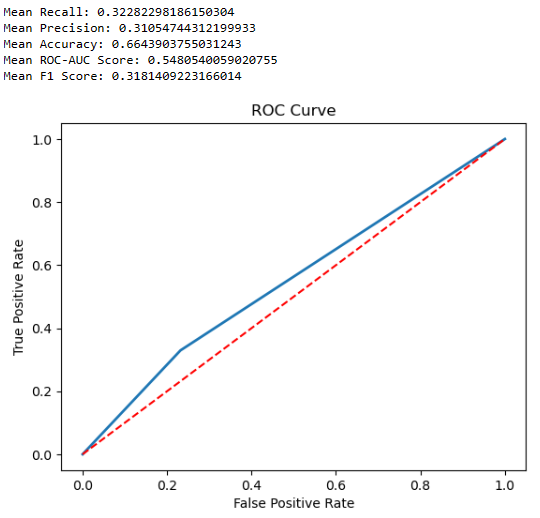 Mean Recall: 0.32282298186150304
Mean Precision: 0.31054744312199933
Mean Accuracy: 0.6643903755031243
Mean ROC-AUC Score: 0.5480540059020755
Mean F1 Score: 0.3181409223166014
ROC Curve
1.0
0.8
0.6
0.4
0.2
0.0
True Positive Rate
0.0 0.2 0.4 0.6 0.8 1.0
False Positive Rate